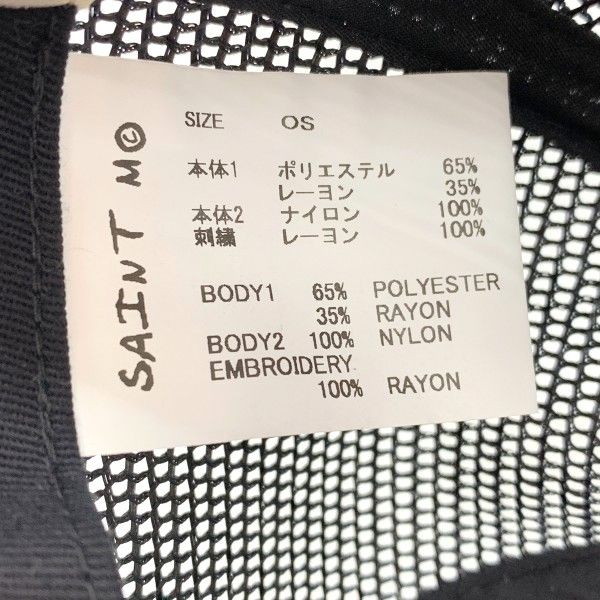 SAINT M©
SIZE OS
本体1 ポリエステル 65%
レーヨン 35%
本体2 ナイロン 100%
刺繍 レーヨン 100%
BODY1 65% POLYESTER
35% RAYON
BODY2 100% NYLON
EMBROIDERY
100% RAYON